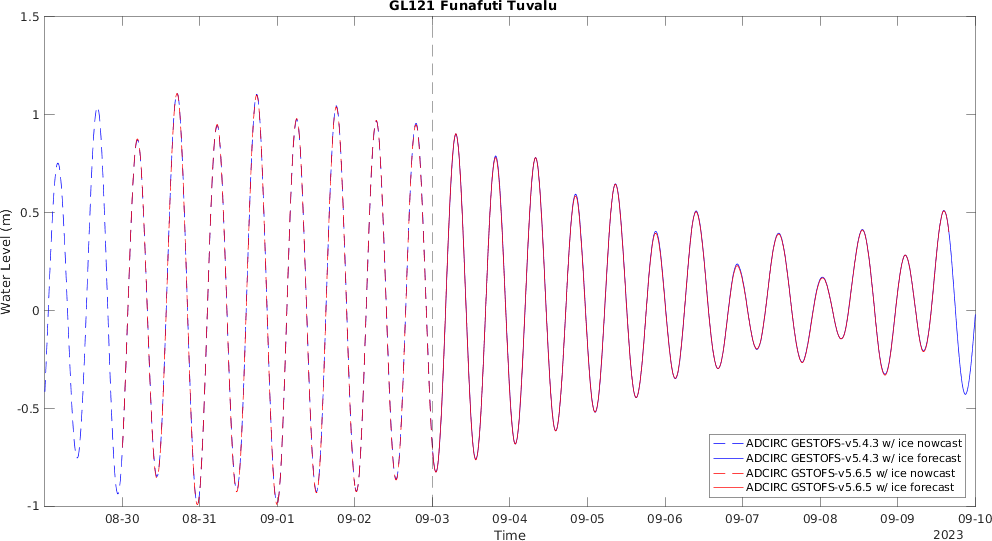 GL121 Funafuti Tuvalu
1.5
1
0.5
0
-0.5
-1
Water Level (m)
ADCIRC GESTOFS-v5.4.3 w/ ice nowcast
ADCIRC GESTOFS-v5.4.3 w/ ice forecast
ADCIRC GSTOFS-v5.6.5 w/ ice nowcast
ADCIRC GSTOFS-v5.6.5 w/ ice forecast
08-30 08-31 09-01 09-02 09-03 09-04 09-05 09-06 09-07 09-08 09-09 09-10
Time
2023